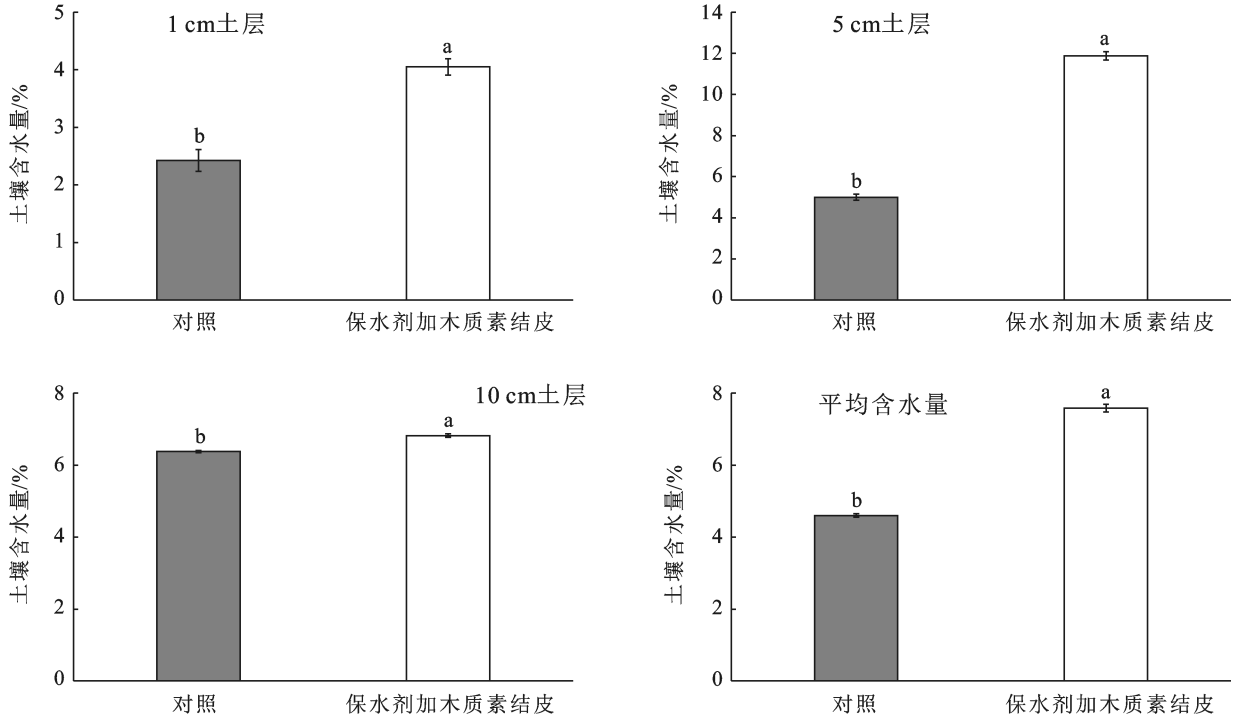 1 cm土层
土壤含水量/%
5
4
3
2
1
0
b
a
对照
保水剂加木质素结皮
5 cm土层
土壤含水量/%
14
12
10
8
6
4
2
0
b
a
对照
保水剂加木质素结皮
10 cm土层
土壤含水量/%
8
6
4
2
0
b
a
对照
保水剂加木质素结皮
平均含水量
土壤含水量/%
8
6
4
2
0
b
a
对照
保水剂加木质素结皮